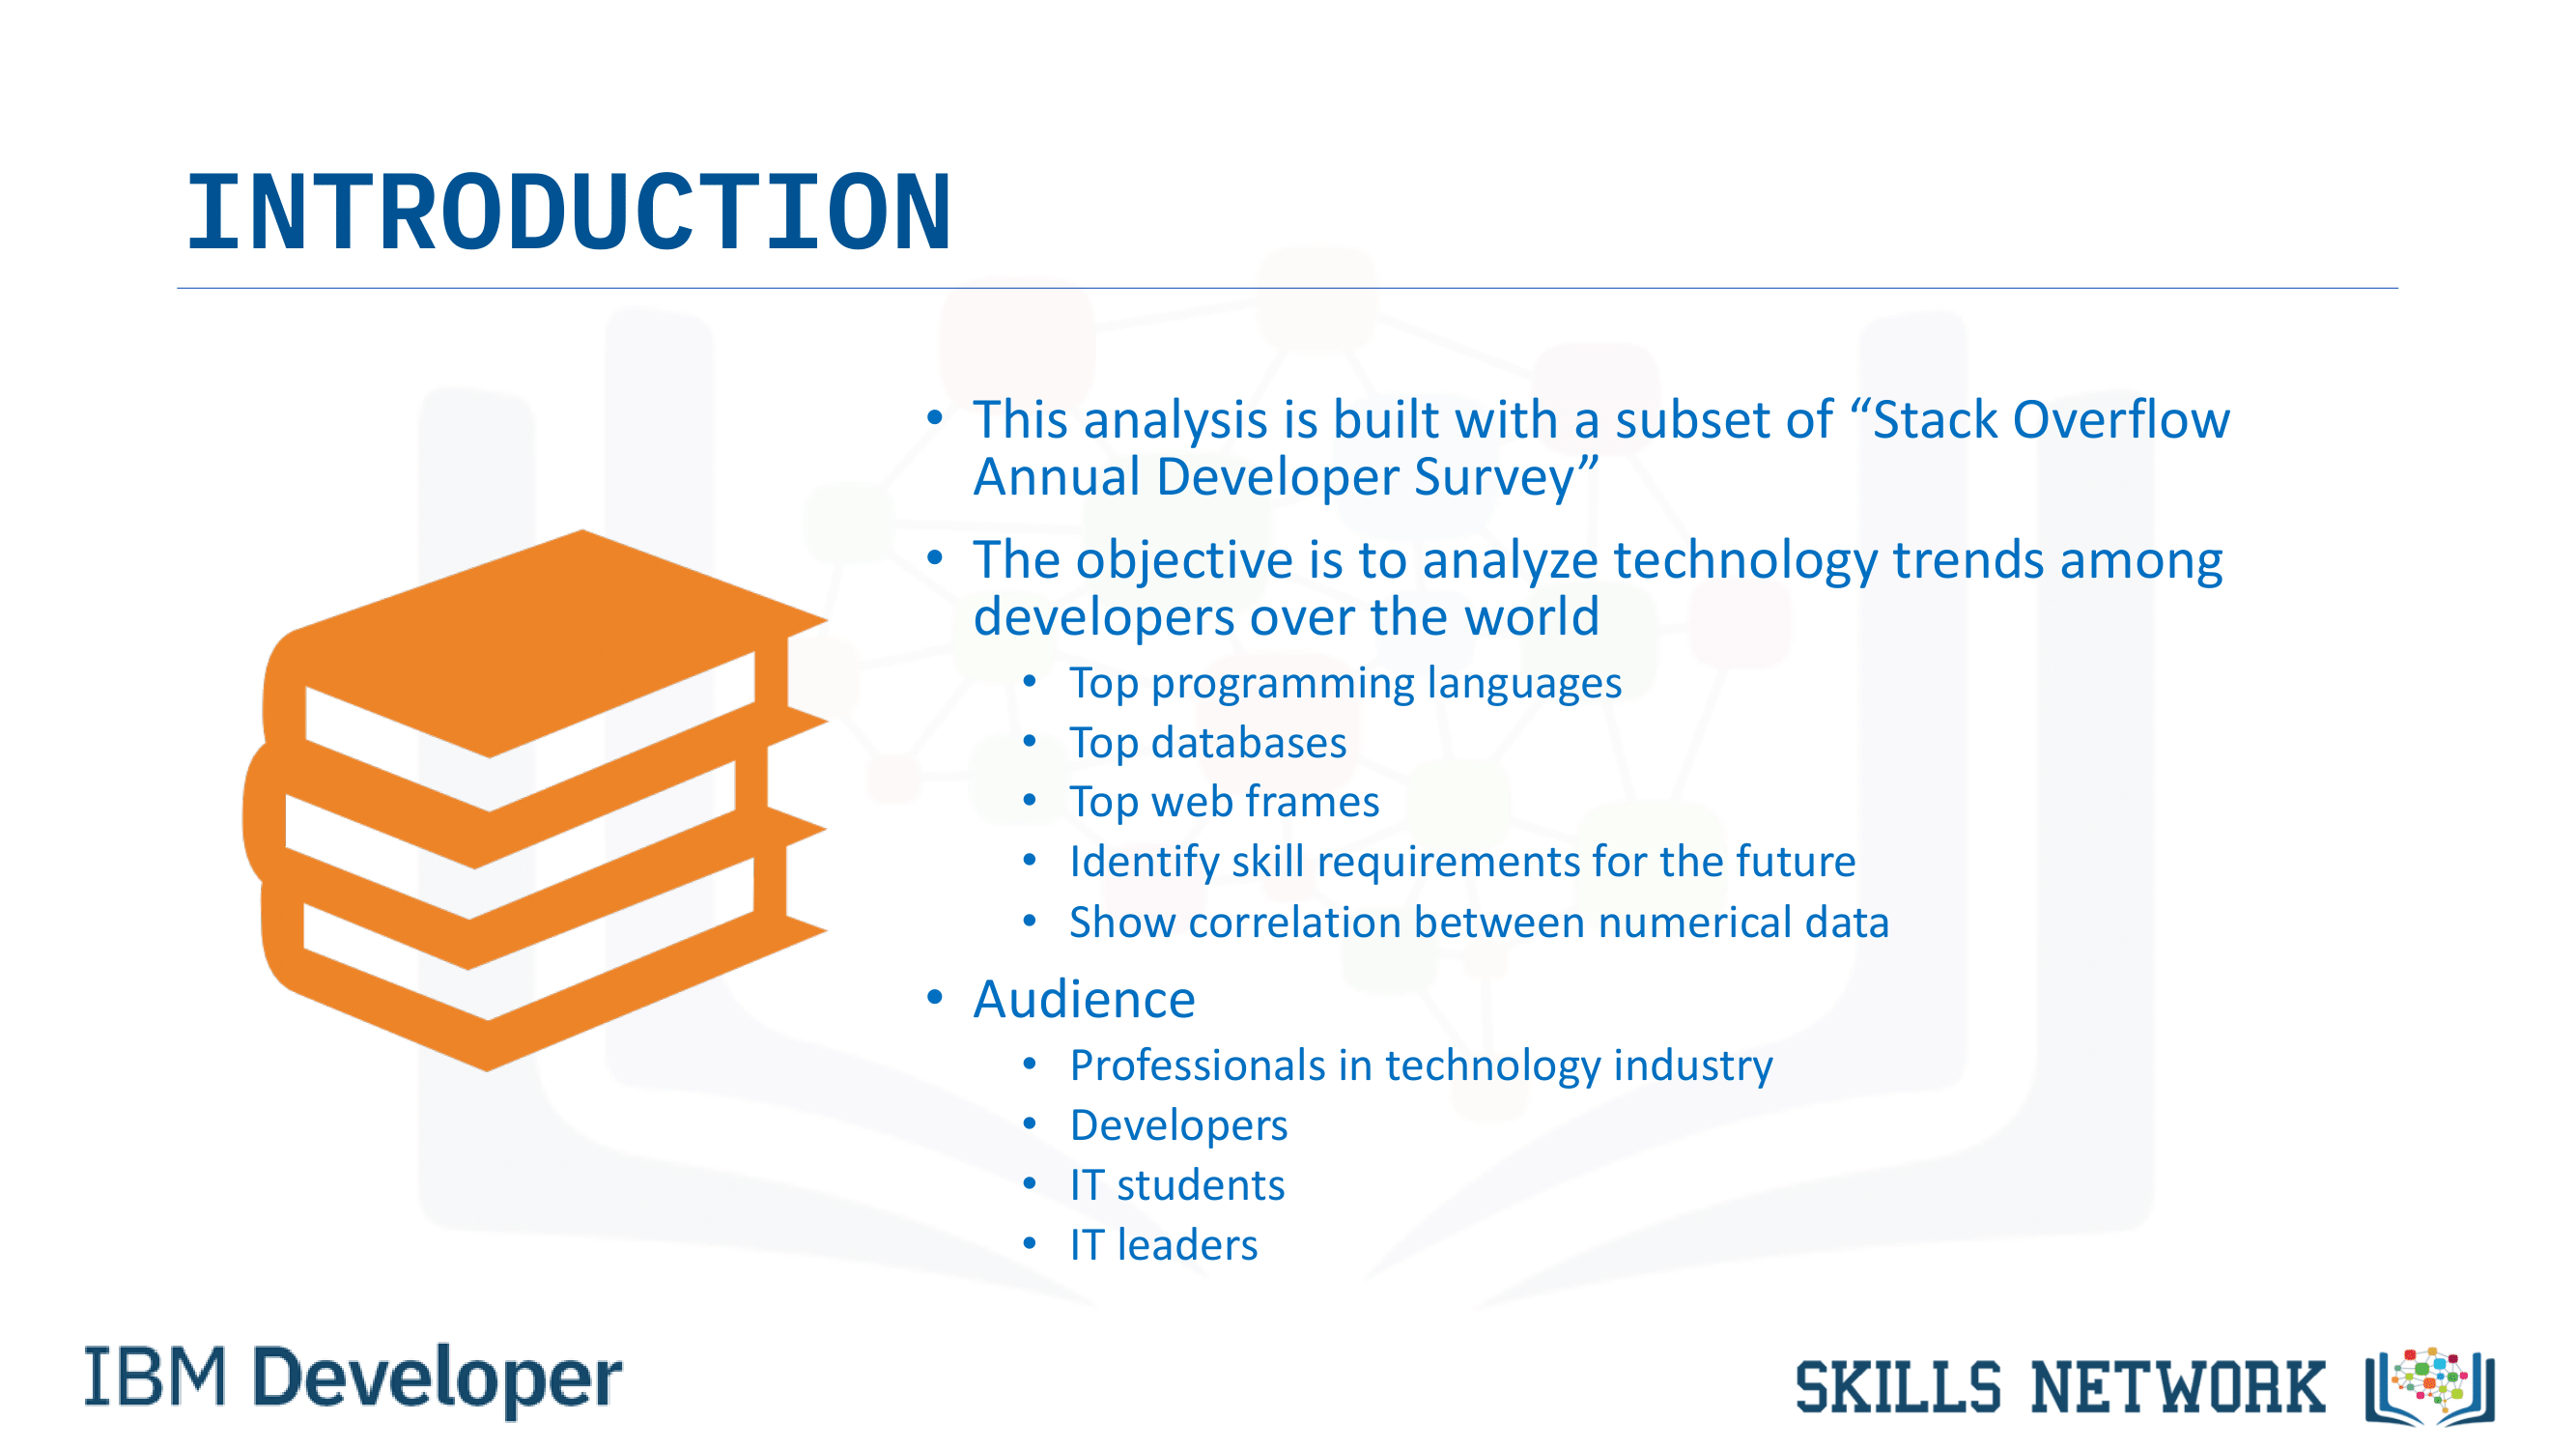 INTRODUCTION
• This analysis is built with a subset of “Stack Overflow
Annual Developer Survey”
• The objective is to analyze technology trends among
developers over the world
• Top programming languages
• Top databases
• Top web frames
• Identify skill requirements for the future
• Show correlation between numerical data
• Audience
• Professionals in technology industry
• Developers
• IT students
• IT leaders
IBM Developer
SKILLS NETWORK